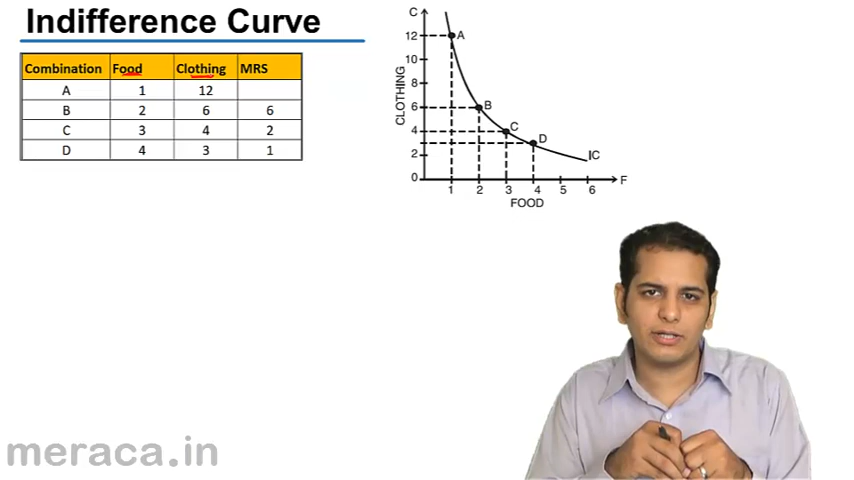 Indifference Curve
Combination Food Clothing MRS
A 1 12
B 2 6 6
C 3 4 2
D 4 3 1
C
12 A
10
8
6 B
4 C
D
2 IC
0
1 2 3 4 5 6 F
FOOD
CLOTHING
meraca.in